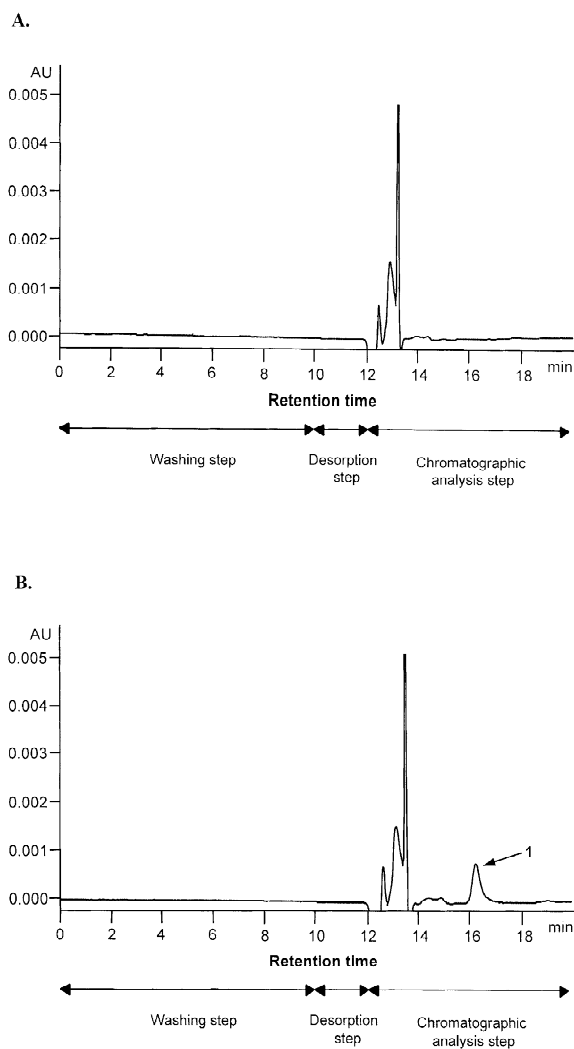 A.
AU
0.005
0.004
0.003
0.002
0.001
0.000
0 2 4 6 8 10 12 14 16 18 min
Retention time
Washing step Desorption step Chromatographic analysis step
B.
AU
0.005
0.004
0.003
0.002
0.001
1
0.000
0 2 4 6 8 10 12 14 16 18 min
Retention time
Washing step Desorption step Chromatographic analysis step